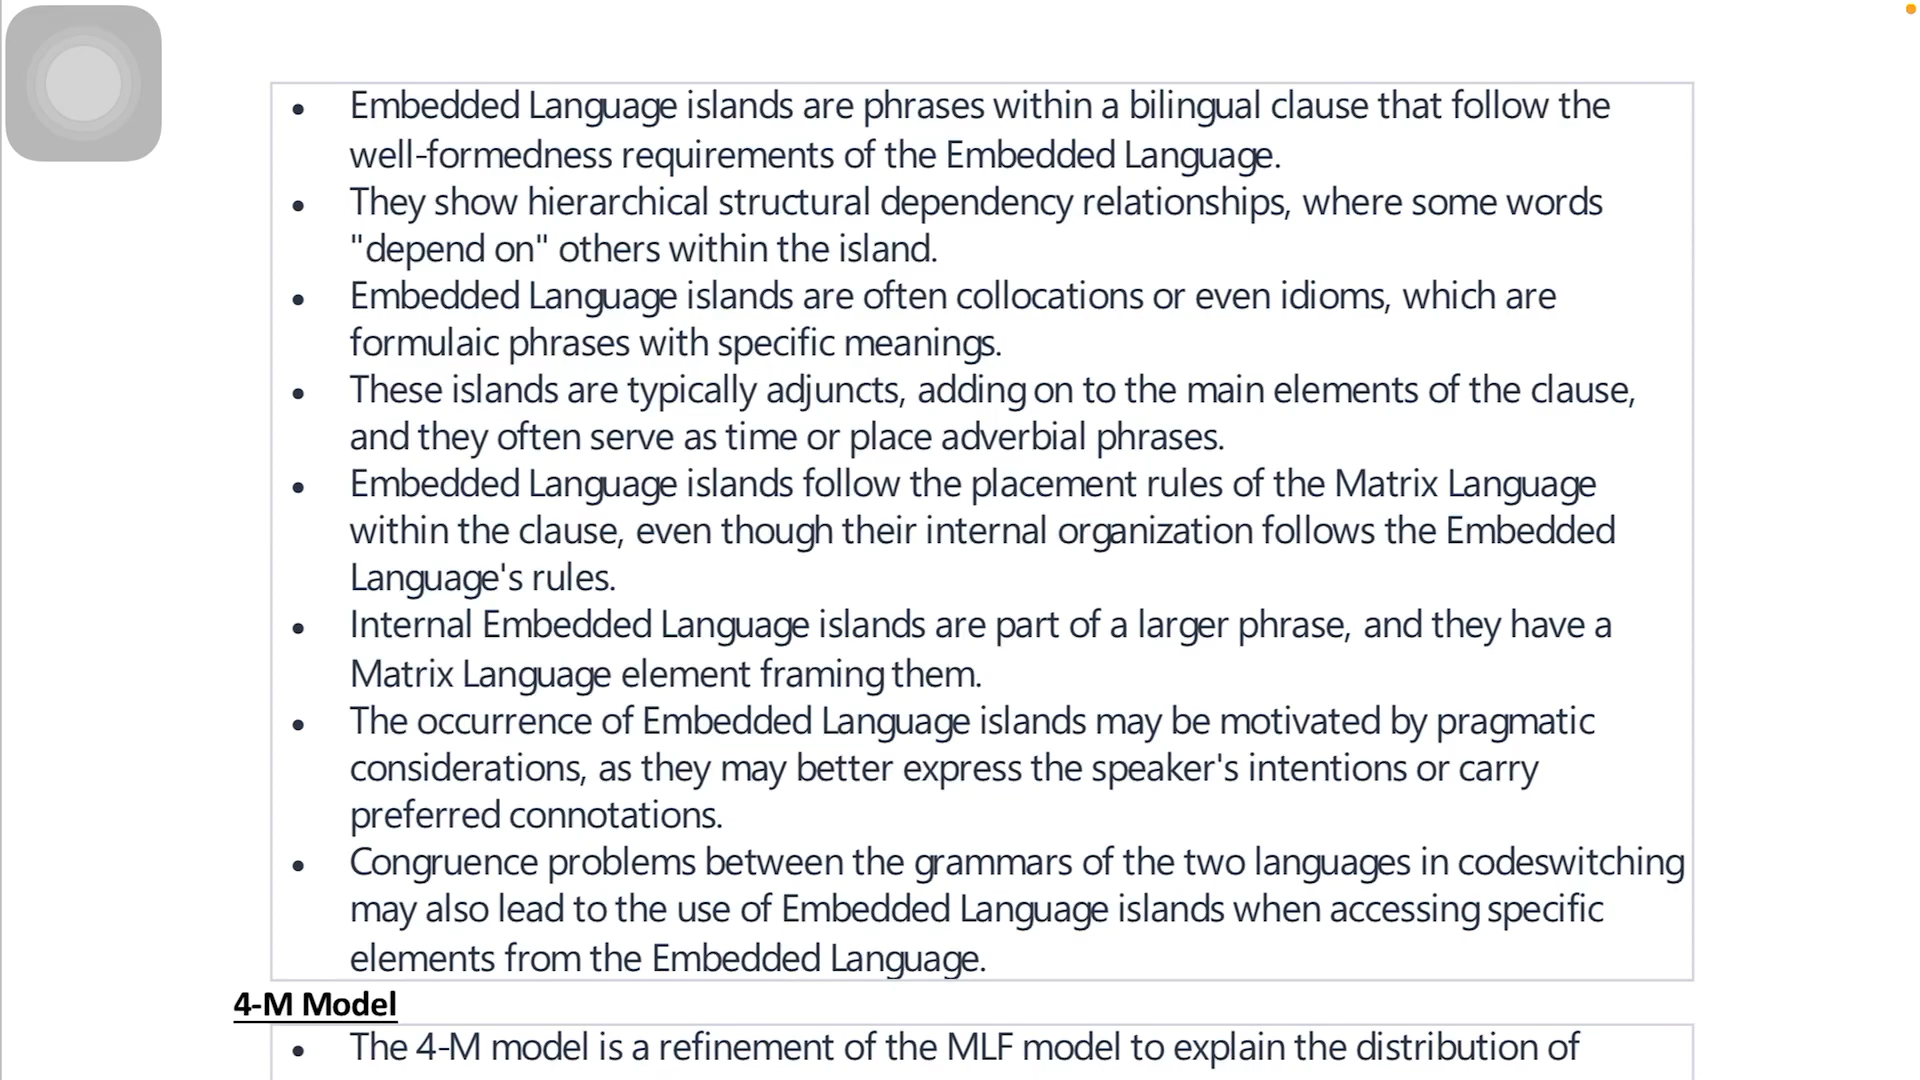 • Embedded Language islands are phrases within a bilingual clause that follow the
well-formedness requirements of the Embedded Language.
• They show hierarchical structural dependency relationships, where some words
"depend on" others within the island.
• Embedded Language islands are often collocations or even idioms, which are
formulaic phrases with specific meanings.
• These islands are typically adjuncts, adding on to the main elements of the clause,
and they often serve as time or place adverbial phrases.
• Embedded Language islands follow the placement rules of the Matrix Language
within the clause, even though their internal organization follows the Embedded
Language's rules.
• Internal Embedded Language islands are part of a larger phrase, and they have a
Matrix Language element framing them.
• The occurrence of Embedded Language islands may be motivated by pragmatic
considerations, as they may better express the speaker's intentions or carry
preferred connotations.
• Congruence problems between the grammars of the two languages in codeswitching
may also lead to the use of Embedded Language islands when accessing specific
elements from the Embedded Language.
4-M Model
• The 4-M model is a refinement of the MLF model to explain the distribution of